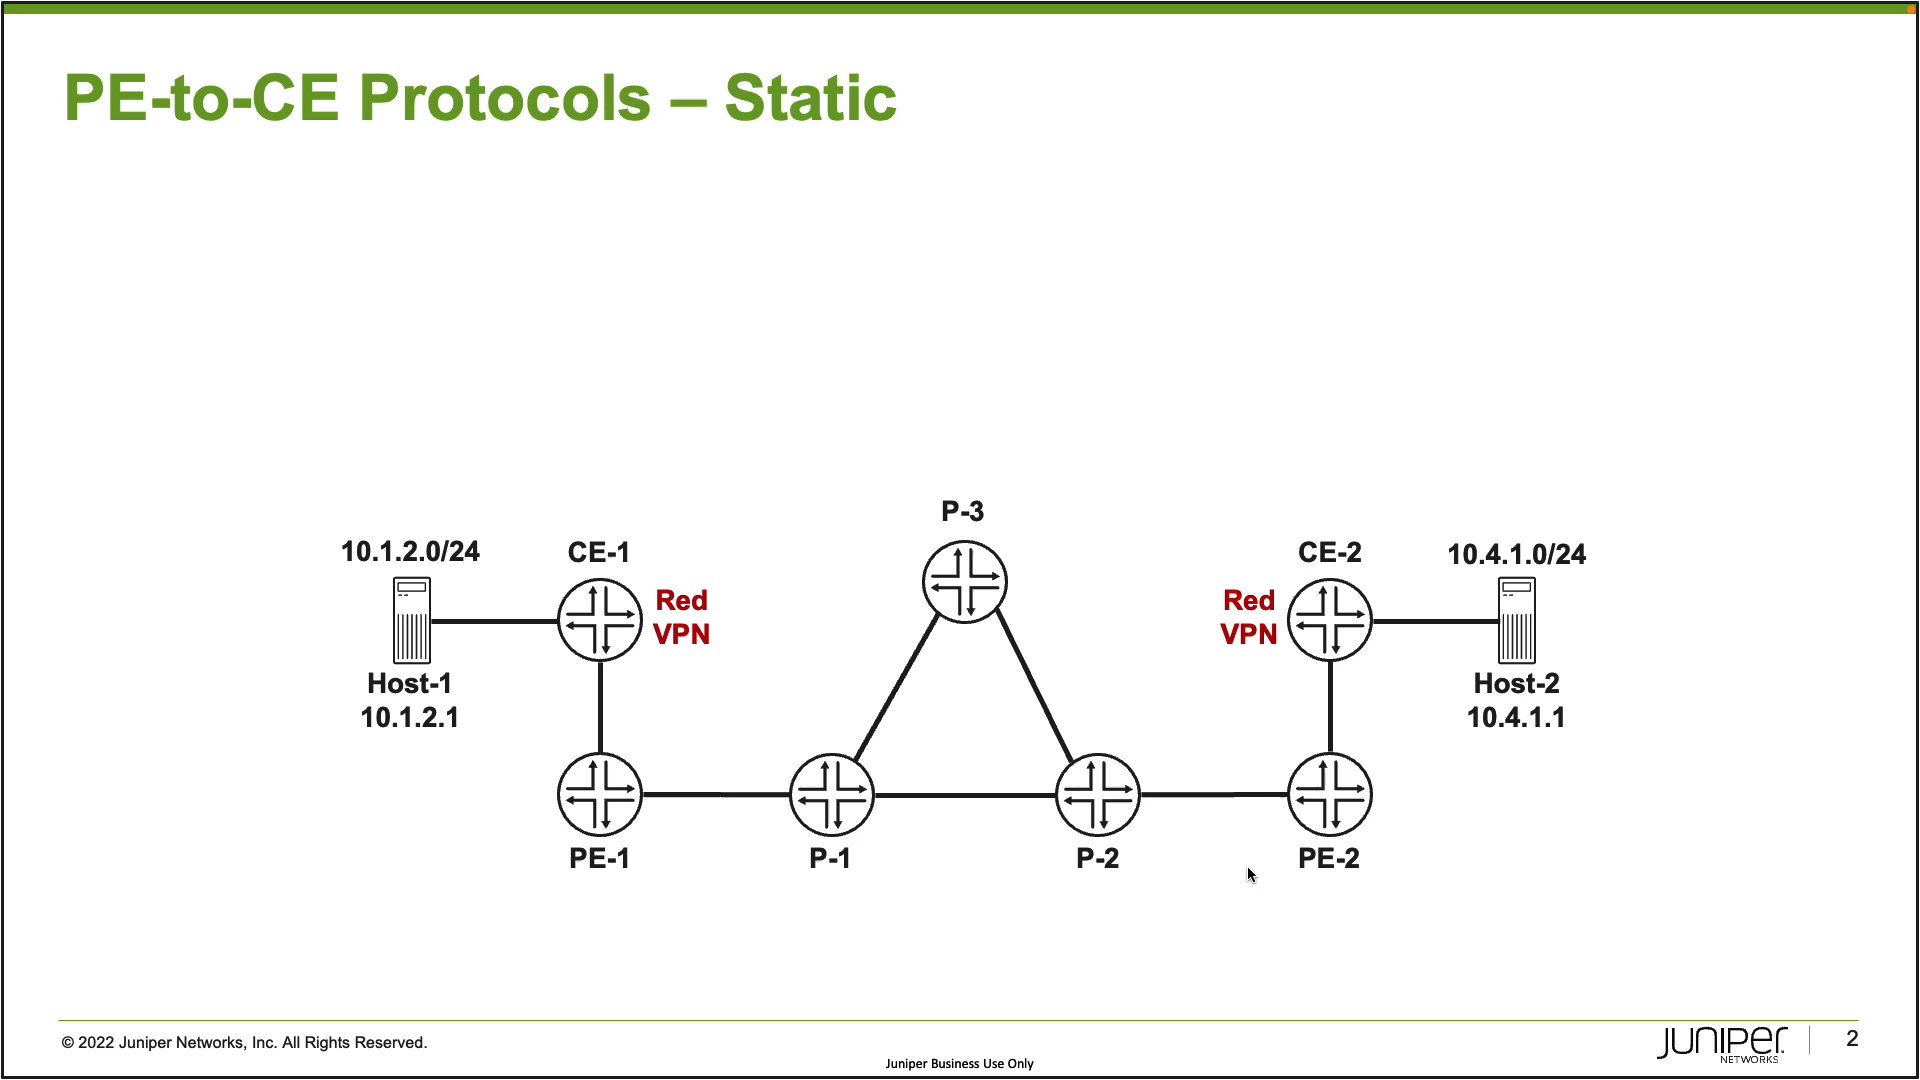 PE-to-CE Protocols – Static
P-3
10.1.2.0/24
CE-1
CE-2
10.4.1.0/24
Red
VPN
Red
VPN
Host-1
10.1.2.1
Host-2
10.4.1.1
PE-1
P-1
P-2
PE-2
© 2022 Juniper Networks, Inc. All Rights Reserved.
Juniper
NETWORKS
2
Juniper Business Use Only